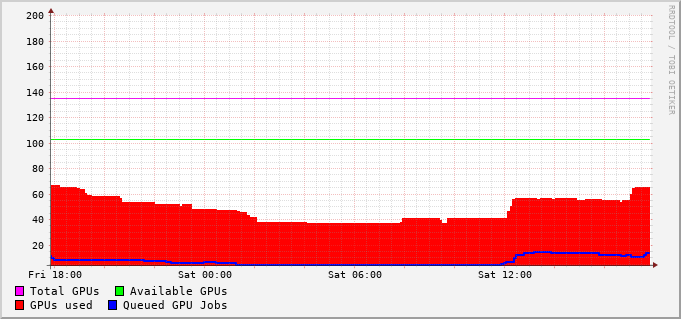 200
180
160
140
120
100
80
60
40
20
Fri 18:00 Sat 00:00 Sat 06:00 Sat 12:00
Total GPUs Available GPUs
GPUs used Queued GPU Jobs
RRDTOOL / TOBI OETIKER